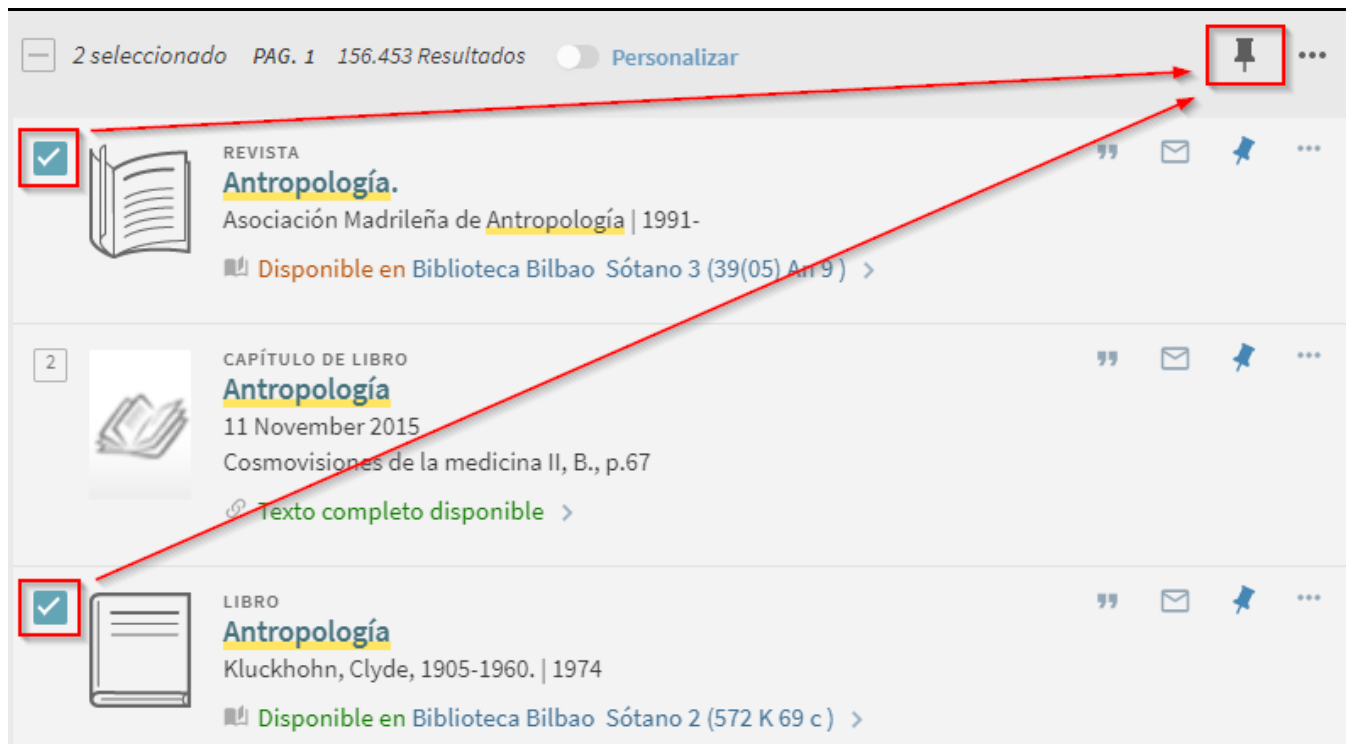 2 seleccionado PAG. 1 156.453 Resultados Personalizar
REVISTA
Antropología.
Asociación Madrileña de Antropología | 1991-
Disponible en Biblioteca Bilbao Sótano 3 (39(05) An 9 ) >
2
CAPÍTULO DE LIBRO
Antropología
11 November 2015
Cosmovisiones de la medicina II, B., p.67
Texto completo disponible >
LIBRO
Antropología
Kluckhohn, Clyde, 1905-1960. | 1974
Disponible en Biblioteca Bilbao Sótano 2 (572 K 69 c ) >